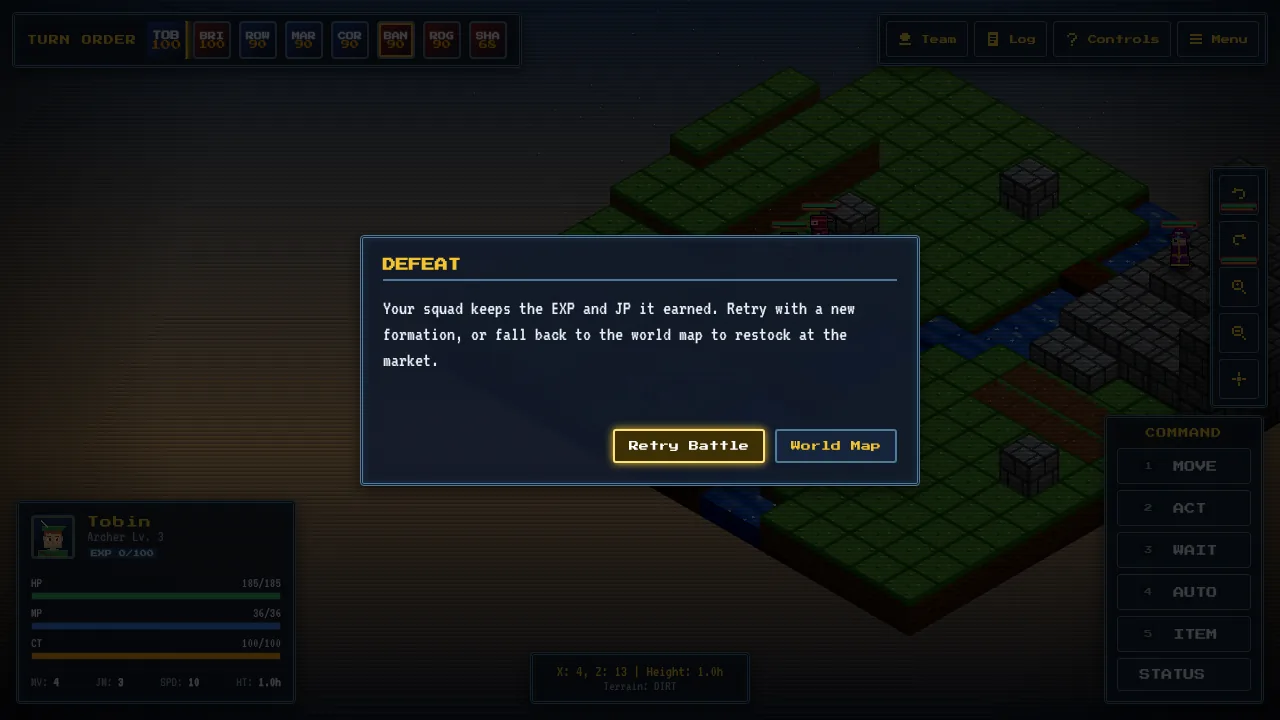 TURN ORDER
TOB 100
BRI 100
ROW 90
MAR 90
COR 90
BAN 90
ROG 90
SHA 68
Team
Log
? Controls
Menu
DEFEAT
Your squad keeps the EXP and JP it earned. Retry with a new
formation, or fall back to the world map to restock at the
market.
Retry Battle
World Map
COMMAND
1 MOVE
2 ACT
3 WAIT
4 AUTO
5 ITEM
STATUS
Tobin
Archer Lv. 3
EXP 0/100
HP 185/185
MP 36/36
CT 100/100
MV: 4 JM: 3 SPD: 10 HT: 1.0h
X: 4, Z: 13 | Height: 1.0h
Terrain: DIRT